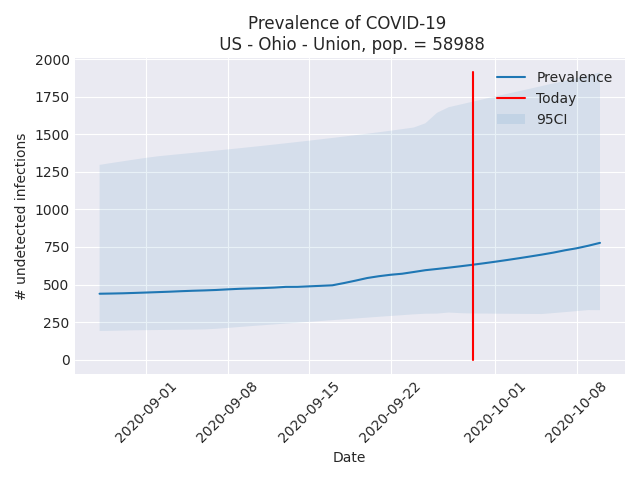 Prevalence of COVID-19
US - Ohio - Union, pop. = 58988
# undetected infections
2000
1750
1500
1250
1000
750
500
250
0
Prevalence
Today
95CI
2020-09-01
2020-09-08
2020-09-15
2020-09-22
2020-10-01
2020-10-08
Date